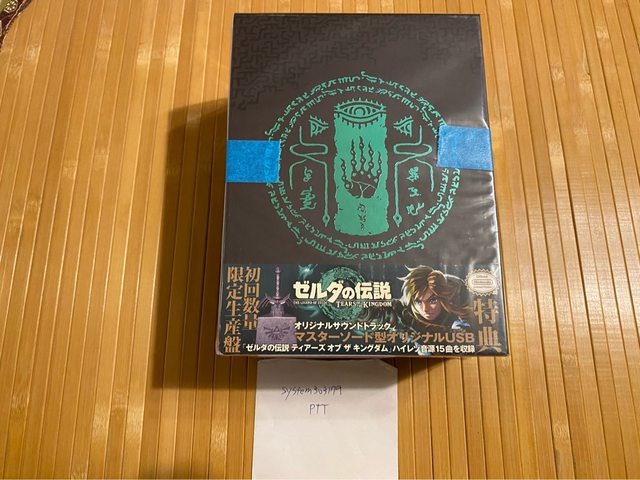 初回数量
限定生産盤
ゼルダの伝説
THE LEGEND OF ZELDA
TEARS OF THE KINGDOM
特典
オリジナルサウンドトラック
マスターソード型オリジナルUSB
「ゼルダの伝説 ティアーズ オブ ザ キングダム」ハイレゾ音源15曲を収録
system303179
PTT